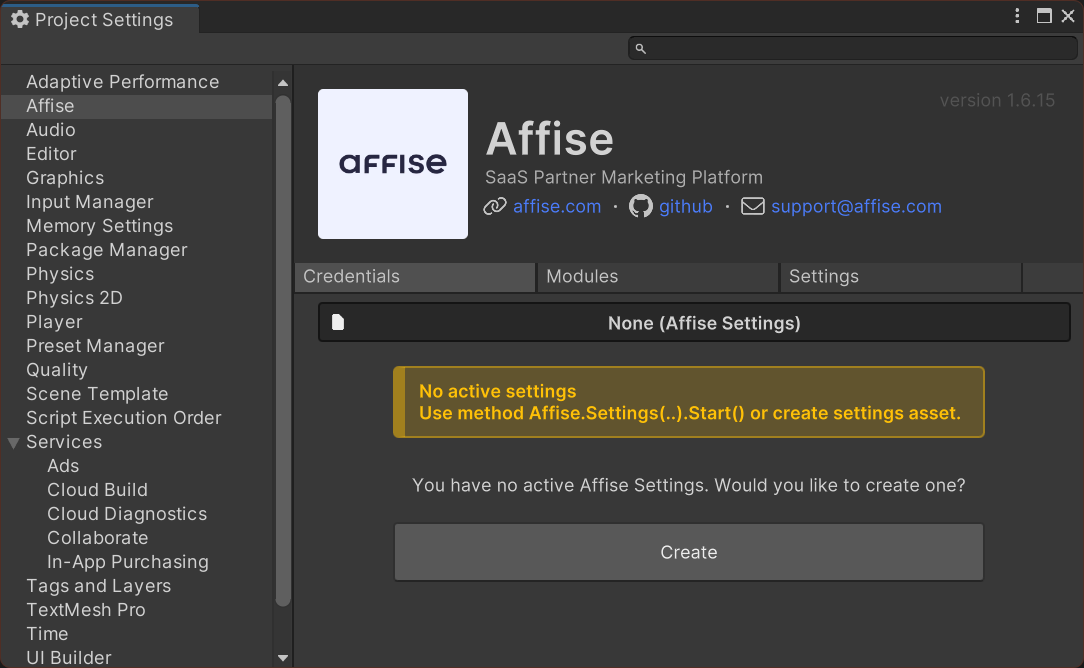 Project Settings
Adaptive Performance
Affise
Audio
Editor
Graphics
Input Manager
Memory Settings
Package Manager
Physics
Physics 2D
Player
Preset Manager
Quality
Scene Template
Script Execution Order
Services
Ads
Cloud Build
Cloud Diagnostics
Collaborate
In-App Purchasing
Tags and Layers
TextMesh Pro
Time
UI Builder
version 1.6.15
AFFISE
Affise
SaaS Partner Marketing Platform
affise.com · github · support@affise.com
Credentials Modules Settings
None (Affise Settings)
No active settings
Use method Affise.Settings(..).Start() or create settings asset.
You have no active Affise Settings. Would you like to create one?
Create